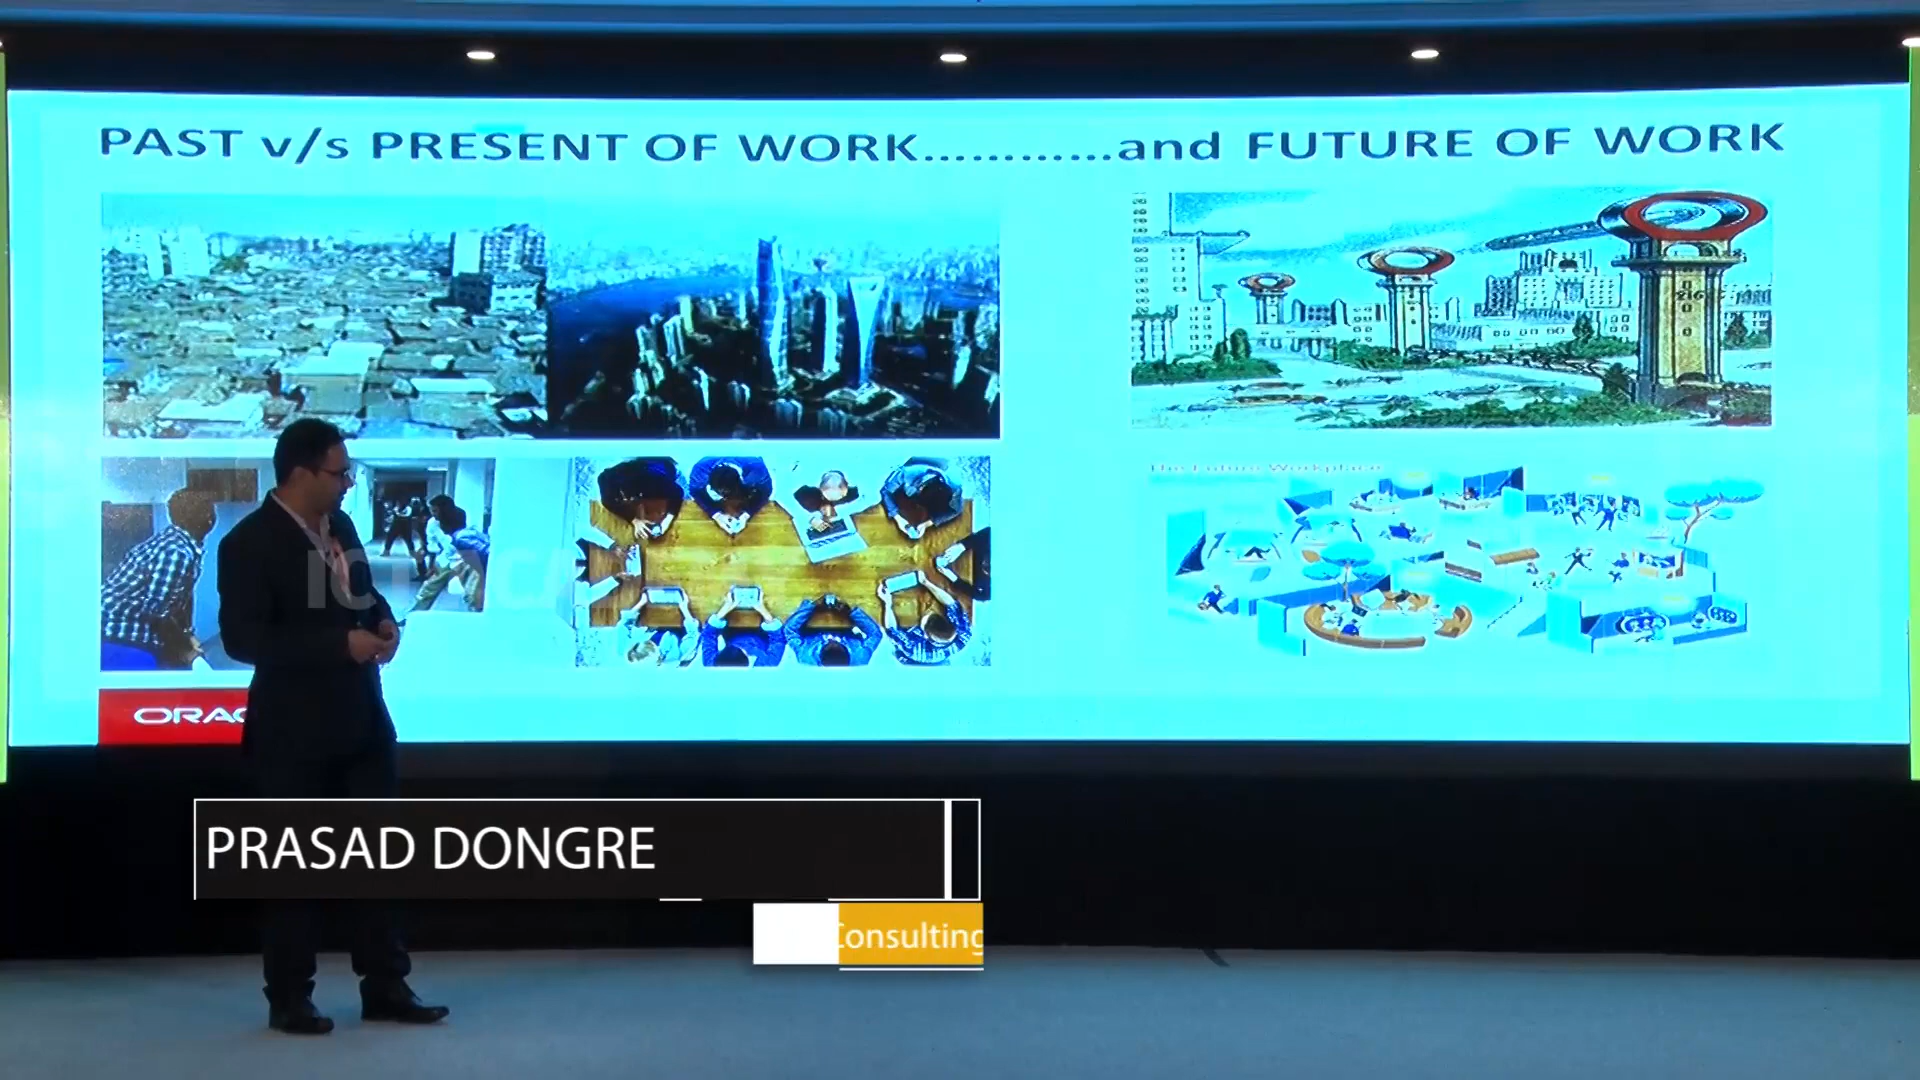 PAST v/s PRESENT OF WORK............and FUTURE OF WORK
The Future Workplace
ORAC
PRASAD DONGRE
Consulting